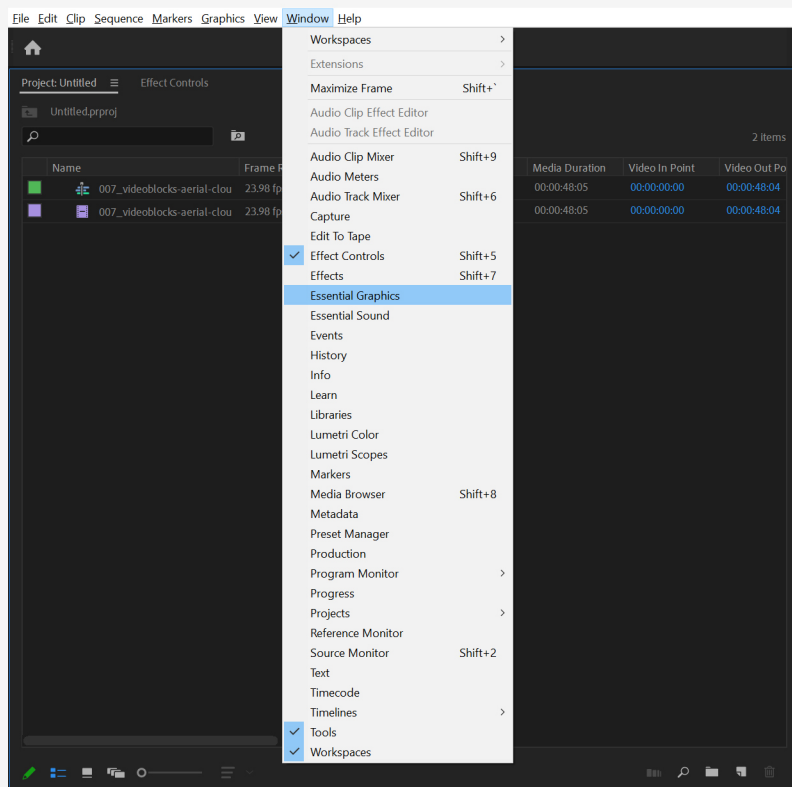 File Edit Clip Sequence Markers Graphics View Window Help
Project: Untitled Effect Controls
Untitled.prproj
2 Items
Name Frame R Media Duration Video In Point Video Out Po
007_videoblocks-aerial-clou 23.98 fp 00:00:48:05 00:00:00:00 00:00:48:04
007_videoblocks-aerial-clou 23.98 fp 00:00:48:05 00:00:00:00 00:00:48:04
Workspaces
Extensions
Maximize Frame Shift+`
Audio Clip Effect Editor
Audio Track Effect Editor
Audio Clip Mixer Shift+9
Audio Meters
Audio Track Mixer Shift+6
Capture
Edit To Tape
Effect Controls Shift+5
Effects Shift+7
Essential Graphics
Essential Sound
Events
History
Info
Learn
Libraries
Lumetri Color
Lumetri Scopes
Markers
Media Browser Shift+8
Metadata
Preset Manager
Production
Program Monitor
Progress
Projects
Reference Monitor
Source Monitor Shift+2
Text
Timecode
Timelines
Tools
Workspaces